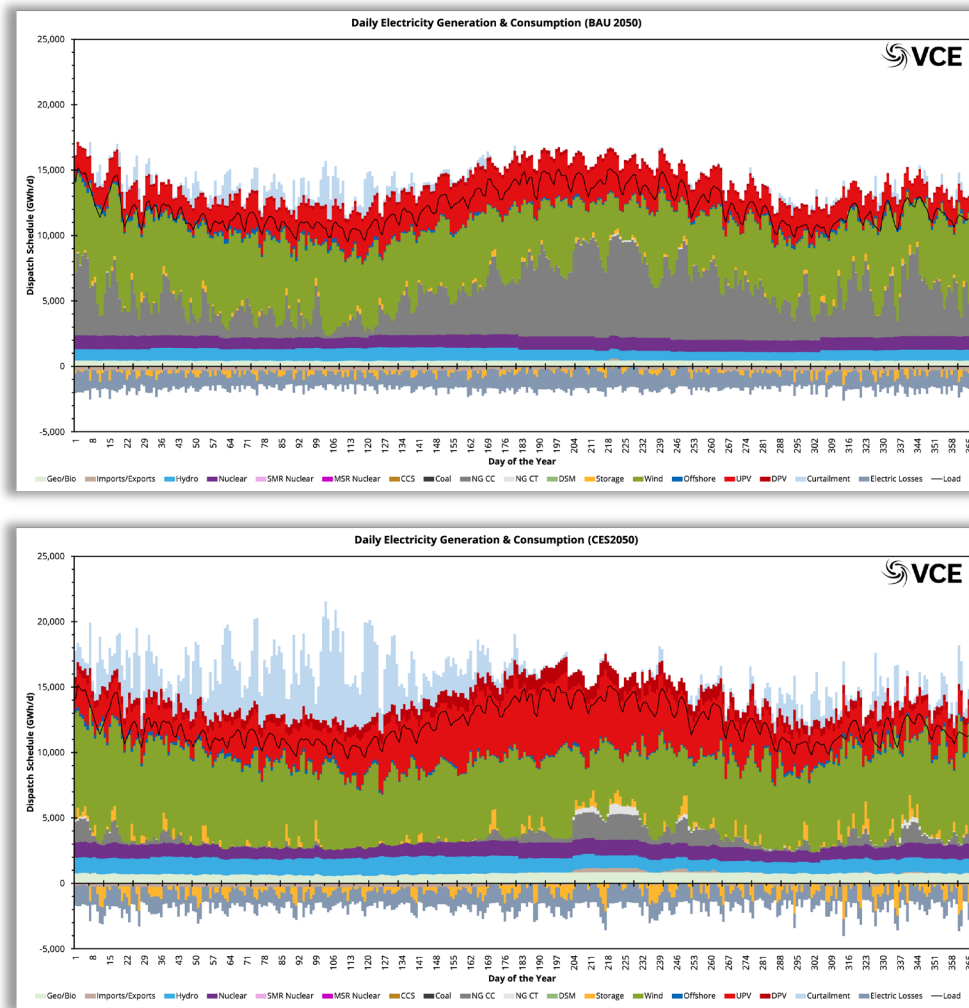 Daily Electricity Generation & Consumption (BAU 2050)
VCE
25,000
20,000
15,000
10,000
5,000
0
-5,000
Dispatch Schedule (GWh/d)
1 8 15 22 29 36 43 50 57 64 71 78 85 92 99 106 113 120 127 134 141 148 155 162 169 176 183 190 197 204 211 218 225 232 239 246 253 260 267 274 281 288 295 302 309 316 323 330 337 344 351 358 365
Day of the Year
Geo/Bio Imports/Exports Hydro Nuclear SMR Nuclear MSR Nuclear CCS Coal NG CC NG CT DSM Storage Wind Offshore UPV DPV Curtailment Electric Losses Load
Daily Electricity Generation & Consumption (CES2050)
VCE
25,000
20,000
15,000
10,000
5,000
0
-5,000
Dispatch Schedule (GWh/d)
1 8 15 22 29 36 43 50 57 64 71 78 85 92 99 106 113 120 127 134 141 148 155 162 169 176 183 190 197 204 211 218 225 232 239 246 253 260 267 274 281 288 295 302 309 316 323 330 337 344 351 358 365
Day of the Year
Geo/Bio Imports/Exports Hydro Nuclear SMR Nuclear MSR Nuclear CCS Coal NG CC NG CT DSM Storage Wind Offshore UPV DPV Curtailment Electric Losses Load